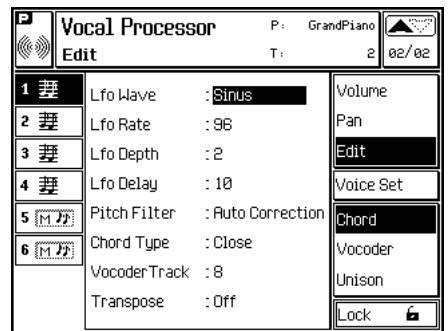 P
Vocal Processor
P: GrandPiano
Edit
T: 2
02/02
1
2
3
4
5 M
6 M
Lfo Wave :Sinus
Lfo Rate :96
Lfo Depth :2
Lfo Delay :10
Pitch Filter :Auto Correction
Chord Type :Close
VocoderTrack :8
Transpose :Off
Volume
Pan
Edit
Voice Set
Chord
Vocoder
Unison
Lock